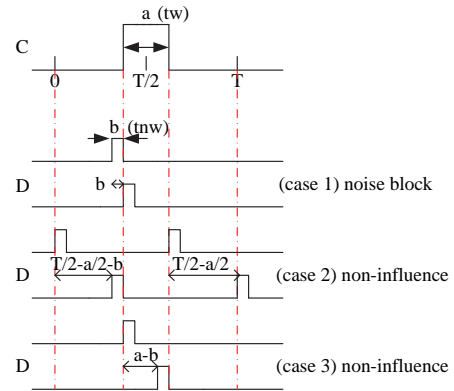 a (tw)
C
0 T/2 T
b (tnw)
b
D (case 1) noise block
T/2-a/2-b T/2-a/2
D (case 2) non-influence
a-b
D (case 3) non-influence